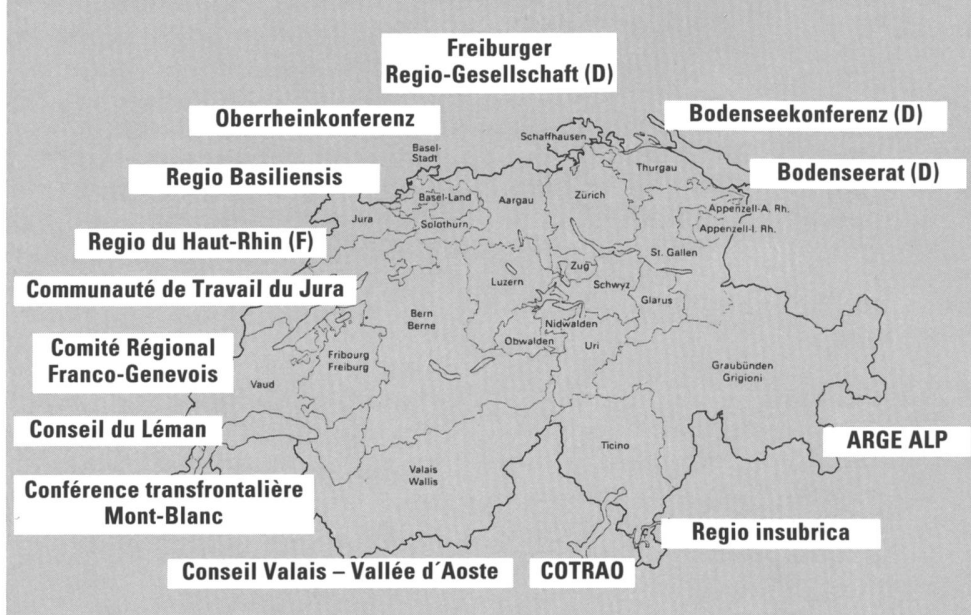 Freiburger
Regio-Gesellschaft (D)
Oberrheinkonferenz
Bodenseekonferenz (D)
Schaffhausen
Basel-
Stadt
Thurgau
Regio Basiliensis
Bodenseerat (D)
Basel-Land
Aargau
Zürich
Jura
Solothurn
Appenzell-A. Rh.
Appenzell-I. Rh.
Regio du Haut-Rhin (F)
St. Gallen
Zug
Luzern
Schwyz
Communauté de Travail du Jura
Glarus
Bern
Berne
Nidwalden
Obwalden
Uri
Comité Régional
Franco-Genevois
Fribourg
Freiburg
Graubünden
Grigioni
Vaud
Conseil du Léman
Ticino
ARGE ALP
Valais
Wallis
Conférence transfrontalière
Mont-Blanc
Regio insubrica
Conseil Valais – Vallée d´Aoste
COTRAO